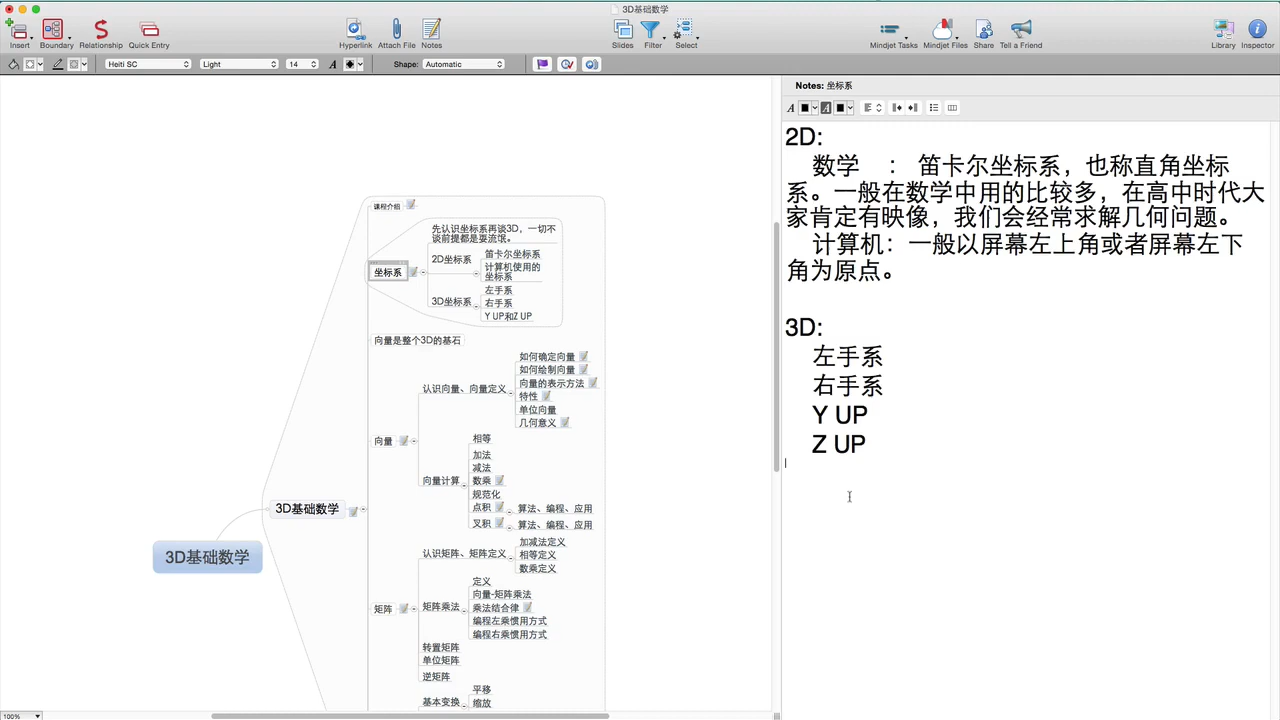 3D基础数学
Insert
Boundary
Relationship
Quick Entry
Hyperlink
Attach File
Notes
Slides
Filter
Select
Mindjet Tasks
Mindjet Files
Share
Tell a Friend
Library
Inspector
Heiti SC
Light
14
Shape:
Automatic
课程介绍
坐标系
先认识坐标系再谈3D，一切不
谈前提都是耍流氓。
2D坐标系
笛卡尔坐标系
计算机使用的
坐标系
3D坐标系
左手系
右手系
Y UP和Z UP
向量是整个3D的基石
向量
认识向量、向量定义
如何确定向量
如何绘制向量
向量的表示方法
特性
单位向量
几何意义
向量计算
相等
加法
减法
数乘
规范化
点积
算法、编程、应用
叉积
算法、编程、应用
3D基础数学
3D基础数学
矩阵
认识矩阵、矩阵定义
加减法定义
相等定义
数乘定义
矩阵乘法
定义
向量-矩阵乘法
乘法结合律
编程左乘惯用方式
编程右乘惯用方式
转置矩阵
单位矩阵
逆矩阵
基本变换
平移
缩放
100%
Notes: 坐标系
2D:
数学 ： 笛卡尔坐标系，也称直角坐标
系。一般在数学中用的比较多，在高中时代大
家肯定有映像，我们会经常求解几何问题。
计算机：一般以屏幕左上角或者屏幕左下
角为原点。
3D:
左手系
右手系
Y UP
Z UP